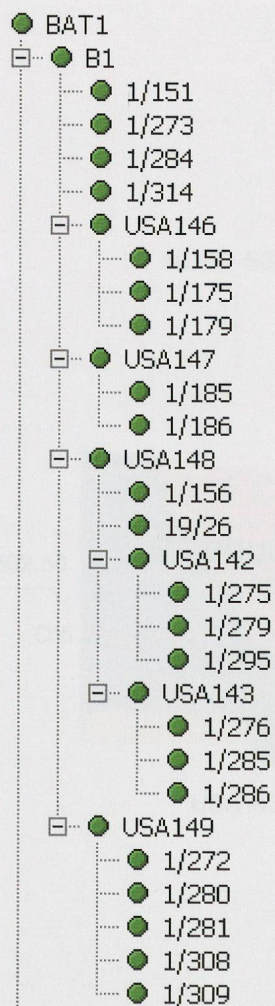 BAT1
B1
1/151
1/273
1/284
1/314
USA146
1/158
1/175
1/179
USA147
1/185
1/186
USA148
1/156
19/26
USA142
1/275
1/279
1/295
USA143
1/276
1/285
1/286
USA149
1/272
1/280
1/281
1/308
1/309